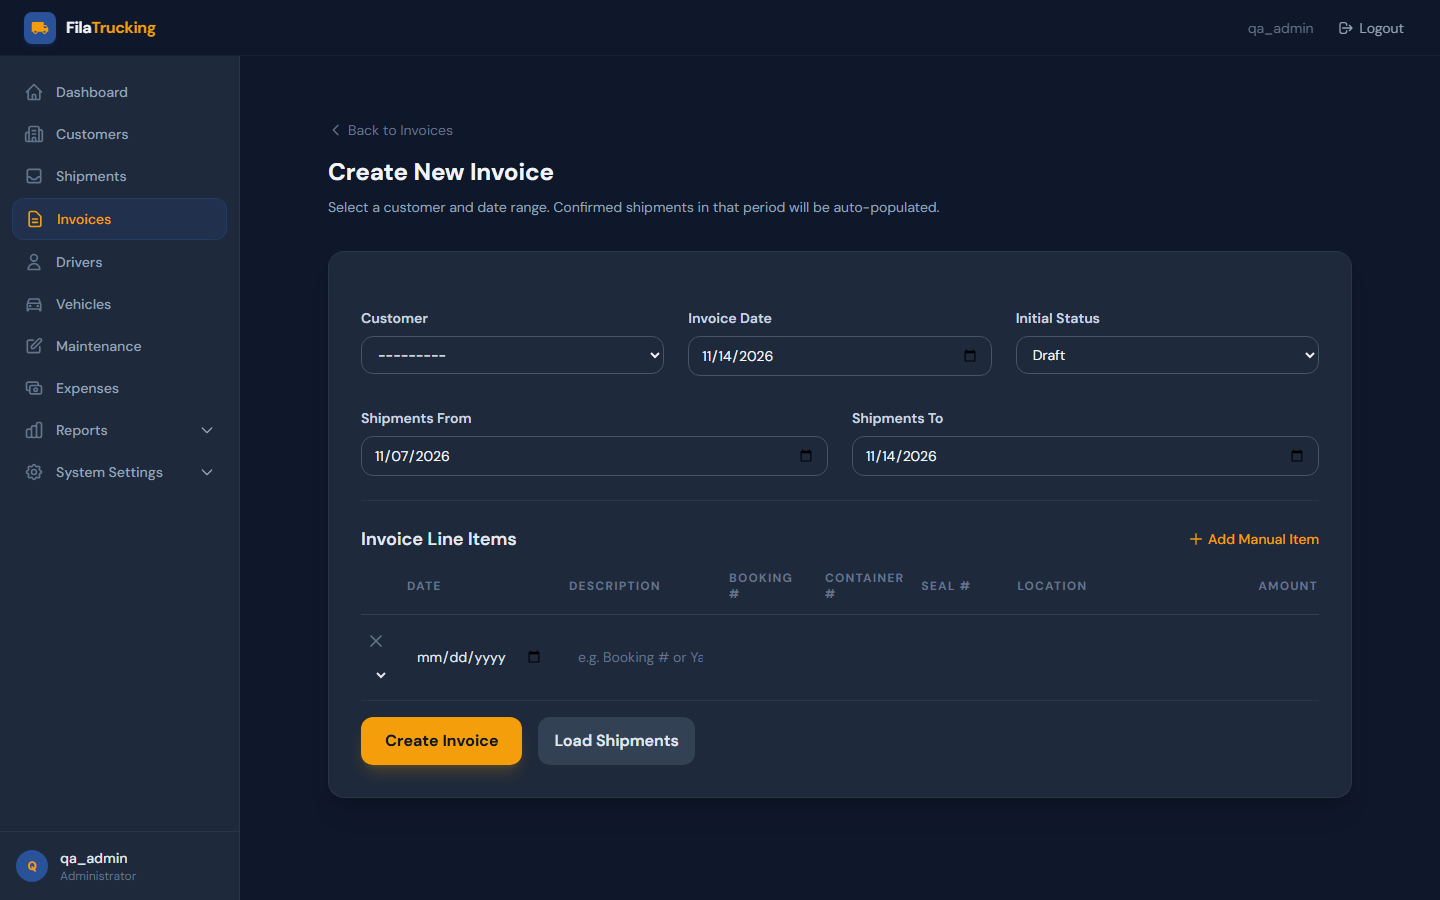 FilaTrucking
qa_admin
Logout
Dashboard
Customers
Shipments
Invoices
Drivers
Vehicles
Maintenance
Expenses
Reports
System Settings
Q
qa_admin
Administrator
Back to Invoices
Create New Invoice
Select a customer and date range. Confirmed shipments in that period will be auto-populated.
Customer
Invoice Date
Initial Status
---------
11/14/2026
Draft
Shipments From
Shipments To
11/07/2026
11/14/2026
Invoice Line Items
Add Manual Item
DATE
DESCRIPTION
BOOKING #
CONTAINER #
SEAL #
LOCATION
AMOUNT
mm/dd/yyyy
e.g. Booking # or Ya
Create Invoice
Load Shipments